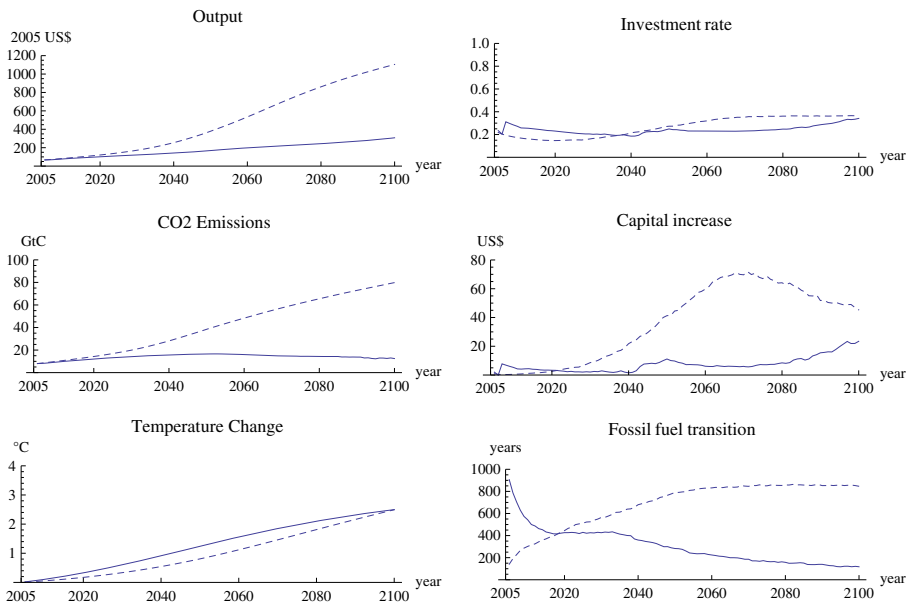 Output
2005 US$
1200
1000
800
600
400
200
2005 2020 2040 2060 2080 2100 year
Investment rate
1.0
0.8
0.6
0.4
0.2
2005 2020 2040 2060 2080 2100 year
CO2 Emissions
GtC
100
80
60
40
20
2005 2020 2040 2060 2080 2100 year
Capital increase
US$
80
60
40
20
2005 2020 2040 2060 2080 2100 year
Temperature Change
°C
4
3
2
1
2005 2020 2040 2060 2080 2100 year
Fossil fuel transition
years
1000
800
600
400
200
2005 2020 2040 2060 2080 2100 year